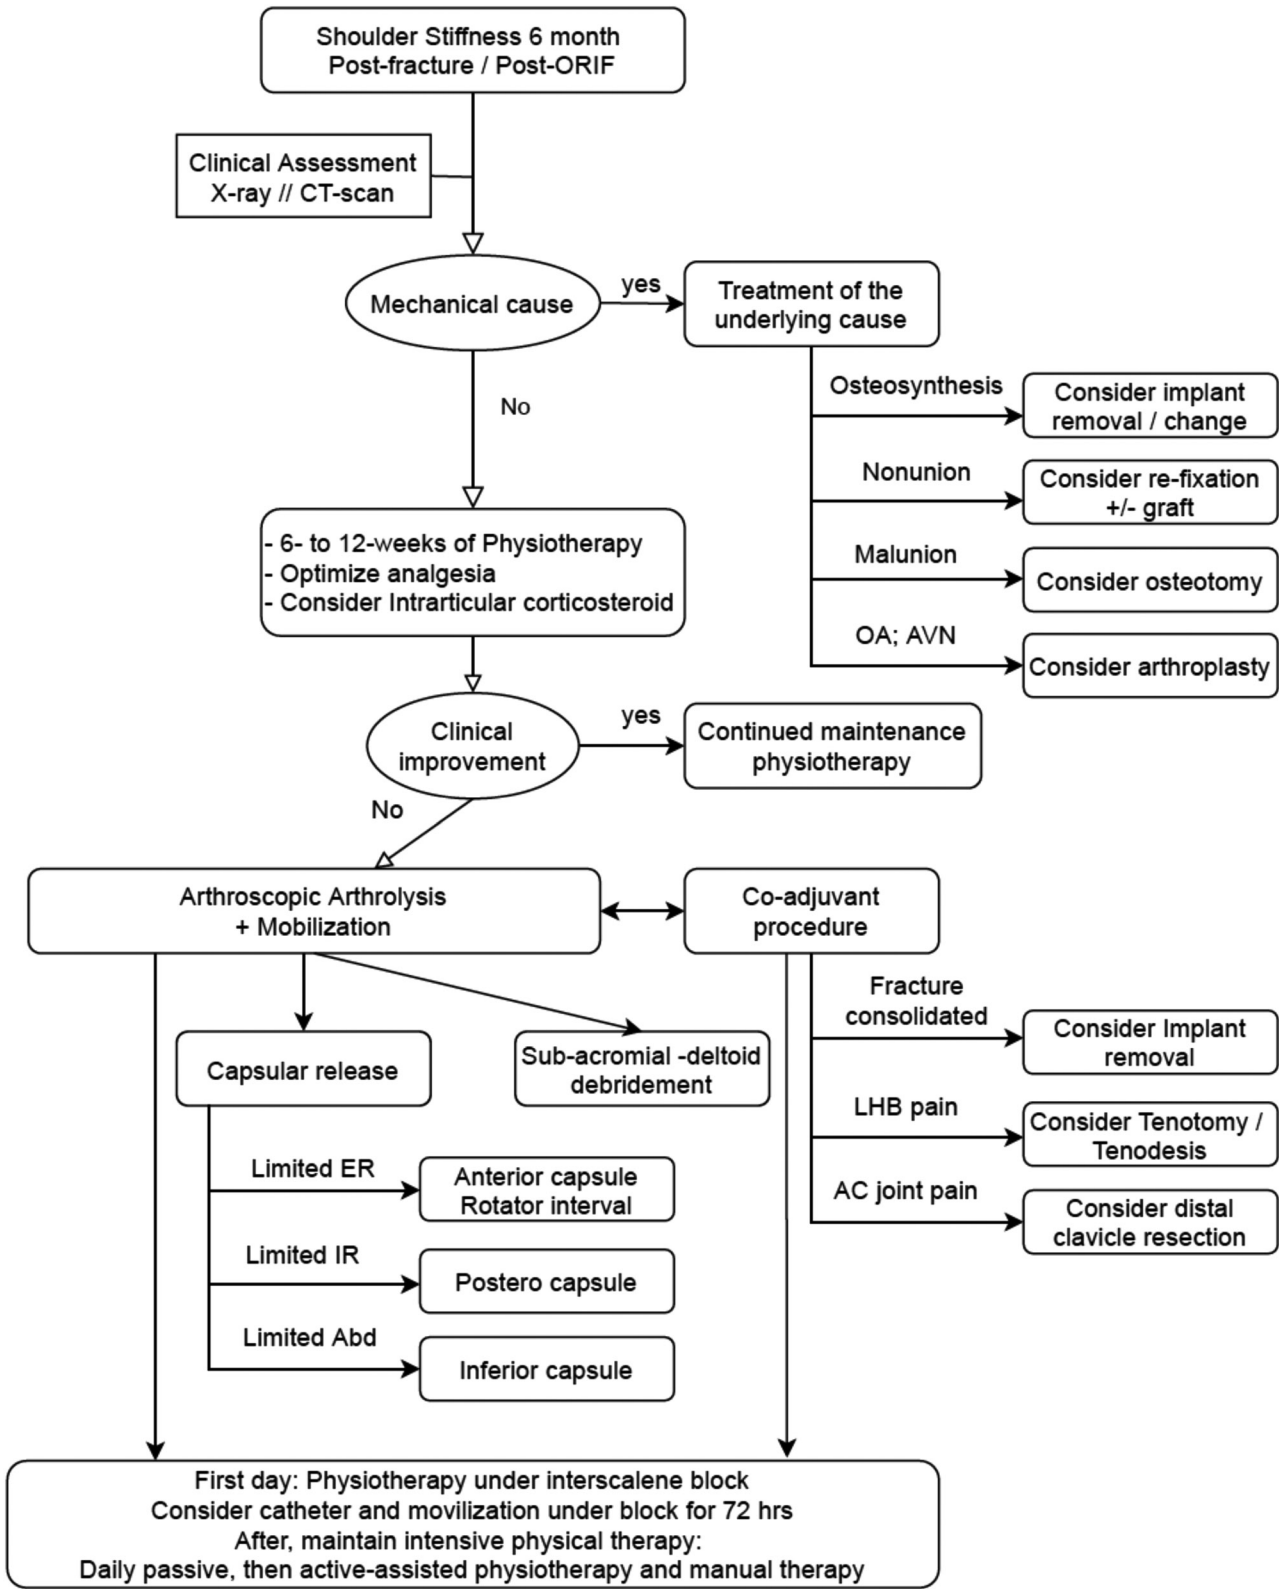 Shoulder Stiffness 6 month
Post-fracture / Post-ORIF
Clinical Assessment
X-ray // CT-scan
Mechanical cause
yes
Treatment of the
underlying cause
No
Osteosynthesis
Consider implant
removal / change
Nonunion
Consider re-fixation
+/- graft
Malunion
Consider osteotomy
OA; AVN
Consider arthroplasty
- 6- to 12-weeks of Physiotherapy
- Optimize analgesia
- Consider Intrarticular corticosteroid
Clinical
improvement
yes
Continued maintenance
physiotherapy
No
Arthroscopic Arthrolysis
+ Mobilization
Co-adjuvant
procedure
Fracture
consolidated
Consider Implant
removal
LHB pain
Consider Tenotomy /
Tenodesis
AC joint pain
Consider distal
clavicle resection
Capsular release
Sub-acromial -deltoid
debridement
Limited ER
Anterior capsule
Rotator interval
Limited IR
Postero capsule
Limited Abd
Inferior capsule
First day: Physiotherapy under interscalene block
Consider catheter and movilization under block for 72 hrs
After, maintain intensive physical therapy:
Daily passive, then active-assisted physiotherapy and manual therapy